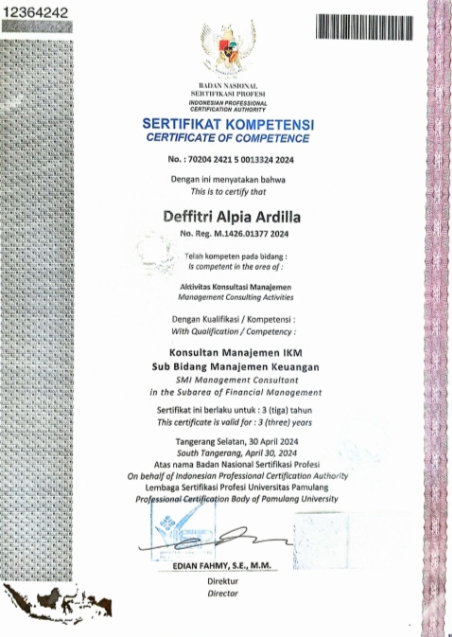 12364242
BADAN NASIONAL
SERTIFIKASI PROFESI
INDONESIAN PROFESSIONAL
CERTIFICATION AUTHORITY
SERTIFIKAT KOMPETENSI
CERTIFICATE OF COMPETENCE
No. : 70204 2421 5 0013324 2024
Dengan ini menyatakan bahwa
This is to certify that
Deffitri Alpia Ardilla
No. Reg. M.1426.01377 2024
Telah kompeten pada bidang :
Is competent in the area of :
Aktivitas Konsultasi Manajemen
Management Consulting Activities
Dengan Kualifikasi / Kompetensi :
With Qualification / Competency :
Konsultan Manajemen IKM
Sub Bidang Manajemen Keuangan
SMI Management Consultant
in the Subarea of Financial Management
Sertifikat ini berlaku untuk : 3 (tiga) tahun
This certificate is valid for : 3 (three) years
Tangerang Selatan, 30 April 2024
South Tangerang, April 30, 2024
Atas nama Badan Nasional Sertifikasi Profesi
On behalf of Indonesian Professional Certification Authority
Lembaga Sertifikasi Profesi Universitas Pamulang
Professional Certification Body of Pamulang University
EDIAN FAHMY, S.E., M.M.
Direktur
Director